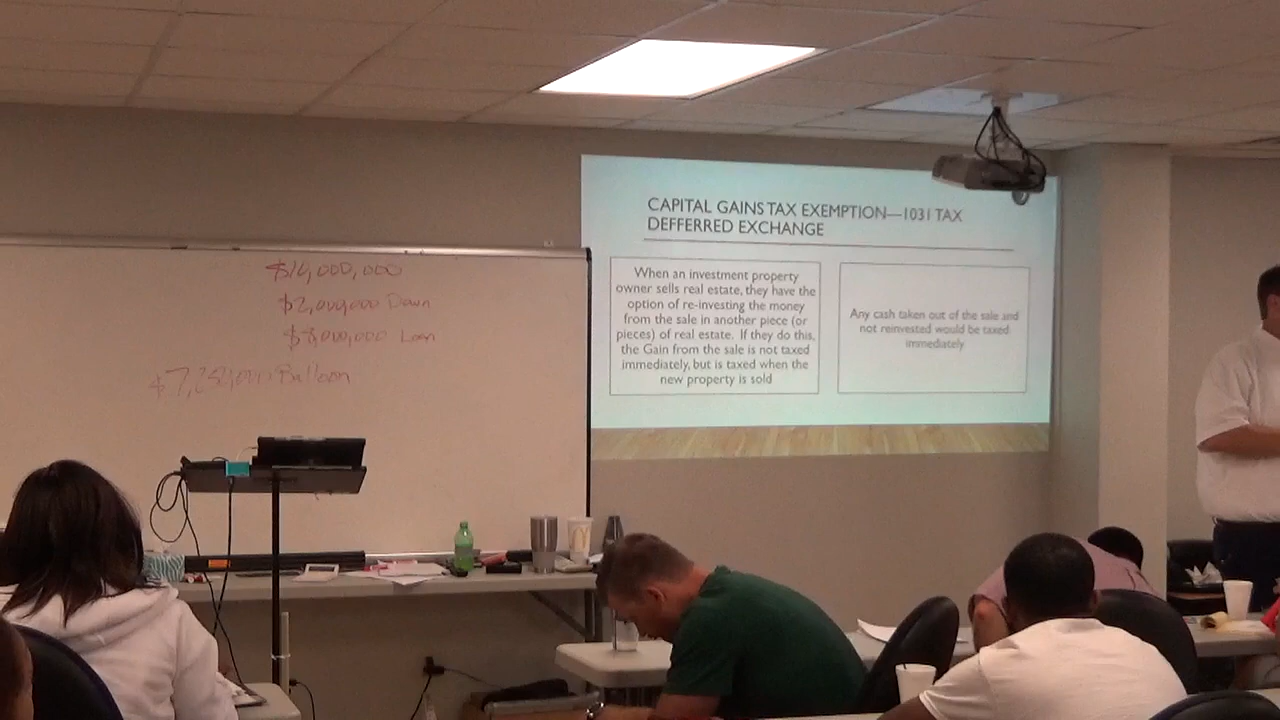 $10,000,000
$2,000,000 Down
$8,000,000 Loan
Balloon
CAPITAL GAINS TAX EXEMPTION—1031 TAX
DEFFERRED EXCHANGE
When an investment property
owner sells real estate, they have the
option of re-investing the money
from the sale in another piece (or
pieces) of real estate. If they do this,
the Gain from the sale is not taxed
immediately, but is taxed when the
new property is sold
Any cash taken out of the sale and
not reinvested would be taxed
immediately